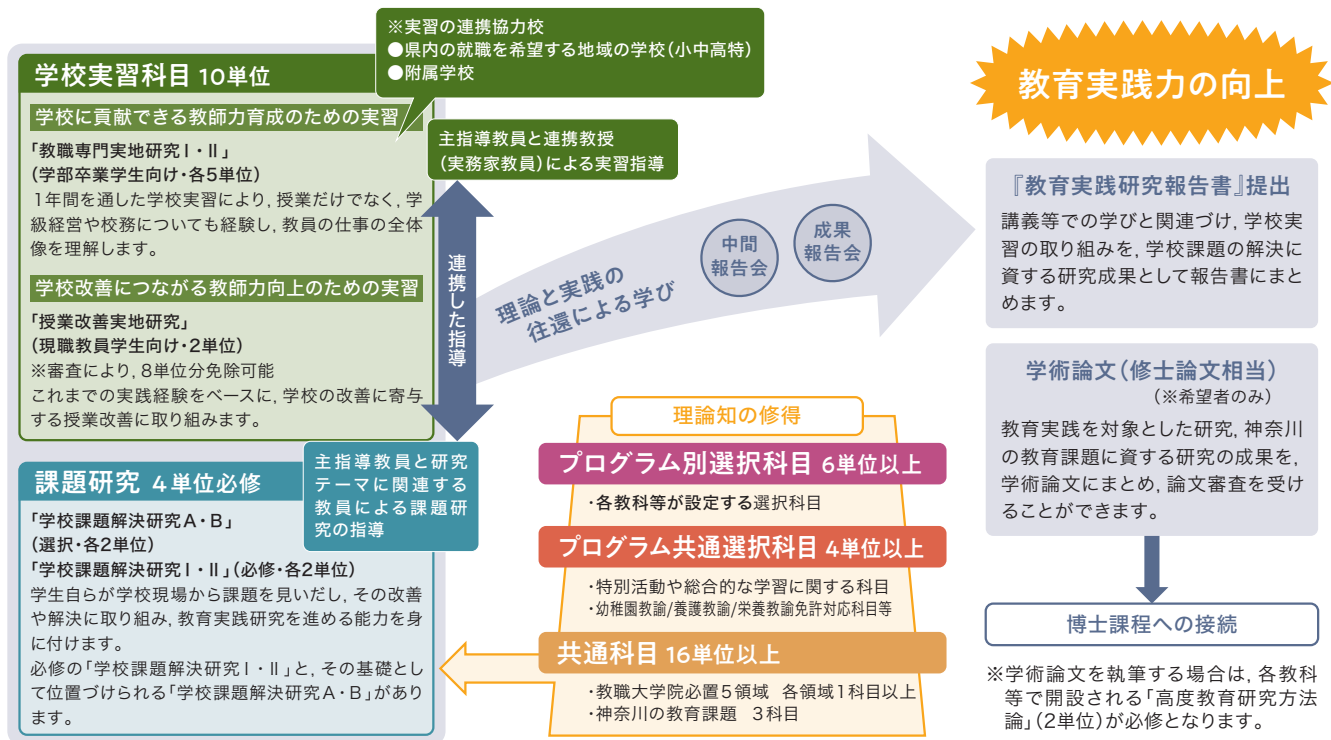 ※実習の連携協力校
●県内の就職を希望する地域の学校(小中高特)
●附属学校
学校実習科目 10単位
学校に貢献できる教師力育成のための実習
「教職専門実地研究Ⅰ・Ⅱ」
(学部卒業学生向け・各5単位)
1年間を通した学校実習により, 授業だけでなく, 学
級経営や校務についても経験し, 教員の仕事の全体
像を理解します。
学校改善につながる教師力向上のための実習
「授業改善実地研究」
(現職教員学生向け・2単位)
※審査により, 8単位分免除可能
これまでの実践経験をベースに, 学校の改善に寄与
する授業改善に取り組みます。
主指導教員と連携教授
(実務家教員)による実習指導
連携した指導
主指導教員と研究
テーマに関連する
教員による課題研
究の指導
課題研究 4単位必修
「学校課題解決研究A・B」
(選択・各2単位)
「学校課題解決研究Ⅰ・Ⅱ」(必修・各2単位)
学生自らが学校現場から課題を見いだし, その改善
や解決に取り組み, 教育実践研究を進める能力を身
に付けます。
必修の「学校課題解決研究Ⅰ・Ⅱ」と, その基礎とし
て位置づけられる「学校課題解決研究A・B」があり
ます。
理論と実践の
往還による学び
中間
報告会
成果
報告会
理論知の修得
プログラム別選択科目 6単位以上
・各教科等が設定する選択科目
プログラム共通選択科目 4単位以上
・特別活動や総合的な学習に関する科目
・幼稚園教諭/養護教諭/栄養教諭免許対応科目等
共通科目 16単位以上
・教職大学院必置5領域 各領域1科目以上
・神奈川の教育課題 3科目
教育実践力の向上
『教育実践研究報告書』提出
講義等での学びと関連づけ, 学校実
習の取り組みを, 学校課題の解決に
資する研究成果として報告書にまと
めます。
学術論文(修士論文相当)
(※希望者のみ)
教育実践を対象とした研究, 神奈川
の教育課題に資する研究の成果を,
学術論文にまとめ, 論文審査を受け
ることができます。
博士課程への接続
※学術論文を執筆する場合は, 各教科
等で開設される「高度教育研究方法
論」(2単位)が必修となります。